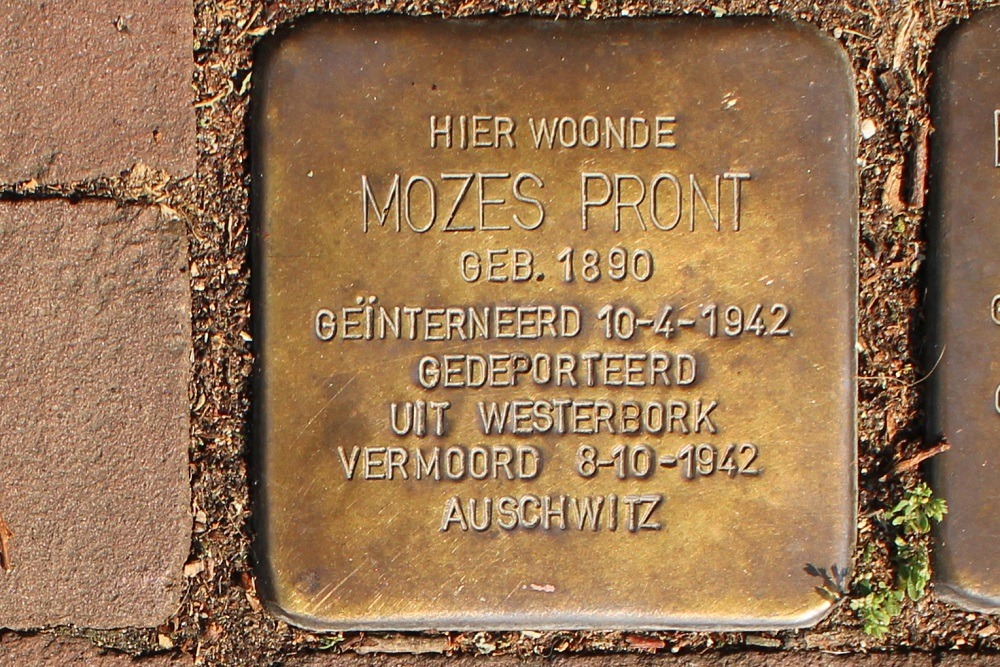 HIER WOONDE
MOZES PRONT
GEB. 1890
GEÏNTERNEERD 10-4-1942
GEDEPORTEERD
UIT WESTERBORK
VERMOORD 8-10-1942
AUSCHWITZ